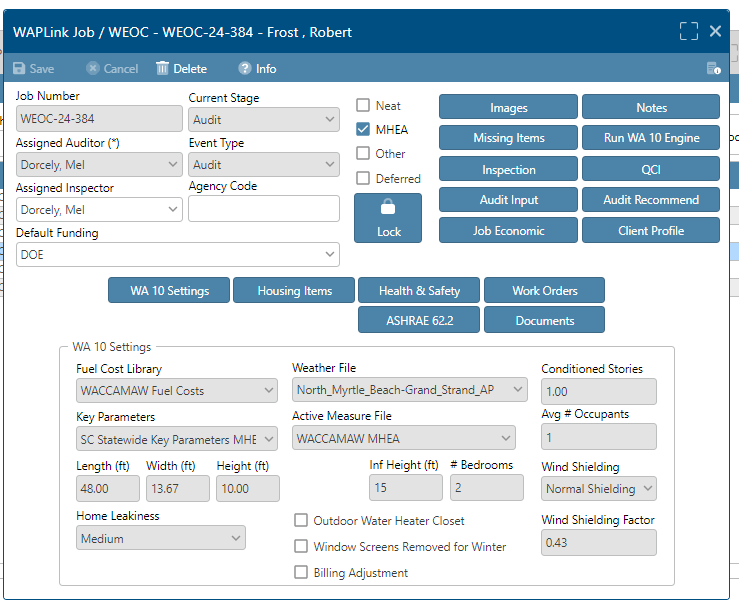 WAPLink Job / WEOC - WEOC-24-384 - Frost , Robert
Save Cancel Delete Info
Job Number
WEOC-24-384
Current Stage
Audit
Assigned Auditor (*)
Dorcely, Mel
Event Type
Audit
Assigned Inspector
Dorcely, Mel
Agency Code
Default Funding
DOE
Neat
MHEA
Other
Deferred
Lock
Images Notes
Missing Items Run WA 10 Engine
Inspection QCI
Audit Input Audit Recommend
Job Economic Client Profile
WA 10 Settings Housing Items Health & Safety Work Orders
ASHRAE 62.2 Documents
WA 10 Settings
Fuel Cost Library
WACCAMAW Fuel Costs
Weather File
North_Myrtle_Beach-Grand_Strand_AP
Conditioned Stories
1.00
Key Parameters
SC Statewide Key Parameters MHE
Active Measure File
WACCAMAW MHEA
Avg # Occupants
1
Length (ft) Width (ft) Height (ft)
48.00 13.67 10.00
Inf Height (ft) # Bedrooms
15 2
Wind Shielding
Normal Shielding
Home Leakiness
Medium
Outdoor Water Heater Closet
Window Screens Removed for Winter
Billing Adjustment
Wind Shielding Factor
0.43